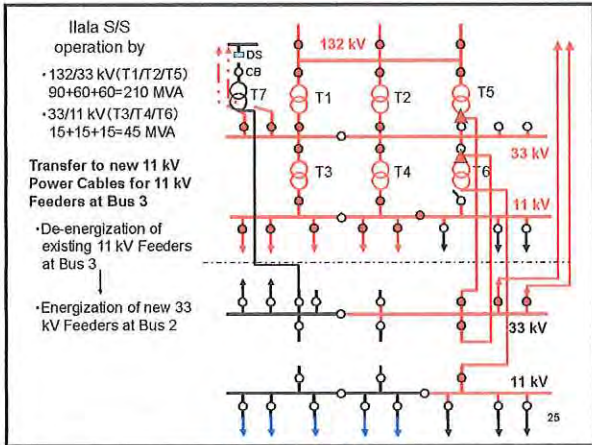 Ilala S/S
operation by
•132/33 kV(T1/T2/T5)
90+60+60=210 MVA
•33/11 kV(T3/T4/T6)
15+15+15=45 MVA
Transfer to new 11 kV
Power Cables for 11 kV
Feeders at Bus 3
•De-energization of
existing 11 kV Feeders
at Bus 3
•Energization of new 33
kV Feeders at Bus 2
DS
CB
T7
132 kV
T1
T2
T5
33 kV
T3
T4
T6
11 kV
33 kV
11 kV
25